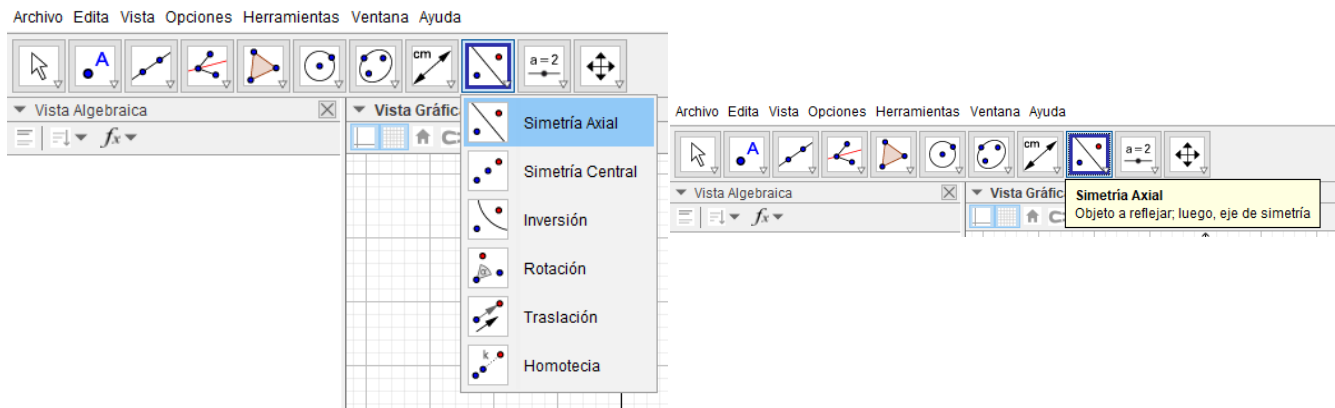 Archivo Edita Vista Opciones Herramientas Ventana Ayuda
A
cm
a = 2
Vista Algebraica
Vista Gráfic
fx
Simetría Axial
Simetría Central
Inversión
α
Rotación
Traslación
k
Homotecia
Archivo Edita Vista Opciones Herramientas Ventana Ayuda
A
cm
a = 2
Vista Algebraica
Vista Gráfic
fx
Simetría Axial
Objeto a reflejar; luego, eje de simetría